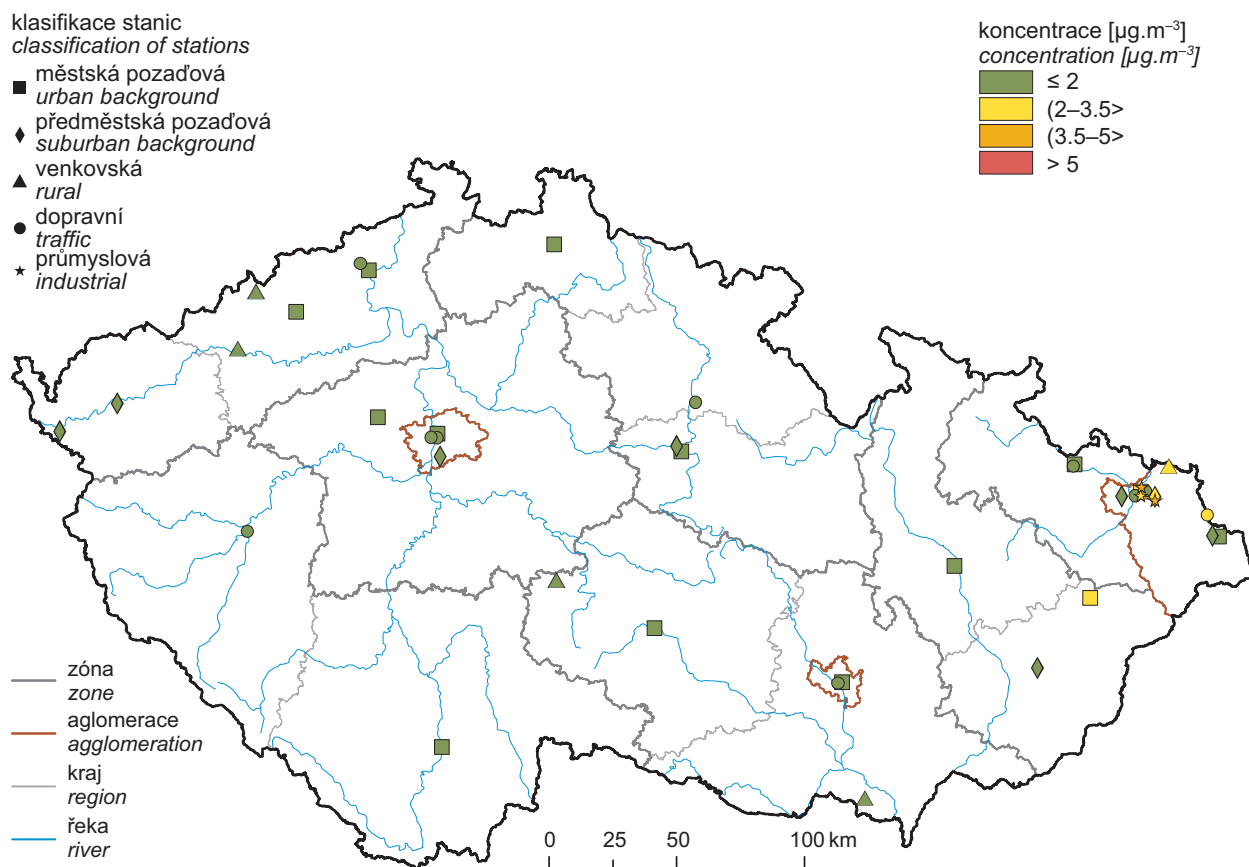 klasifikace stanic
classification of stations
městská pozaďová
urban background
předměstská pozaďová
suburban background
venkovská
rural
dopravní
traffic
průmyslová
industrial
koncentrace [µg.m⁻³]
concentration [µg.m⁻³]
≤ 2
(2–3.5>
(3.5–5>
> 5
zóna
zone
aglomerace
agglomeration
kraj
region
řeka
river
0 25 50 100 km